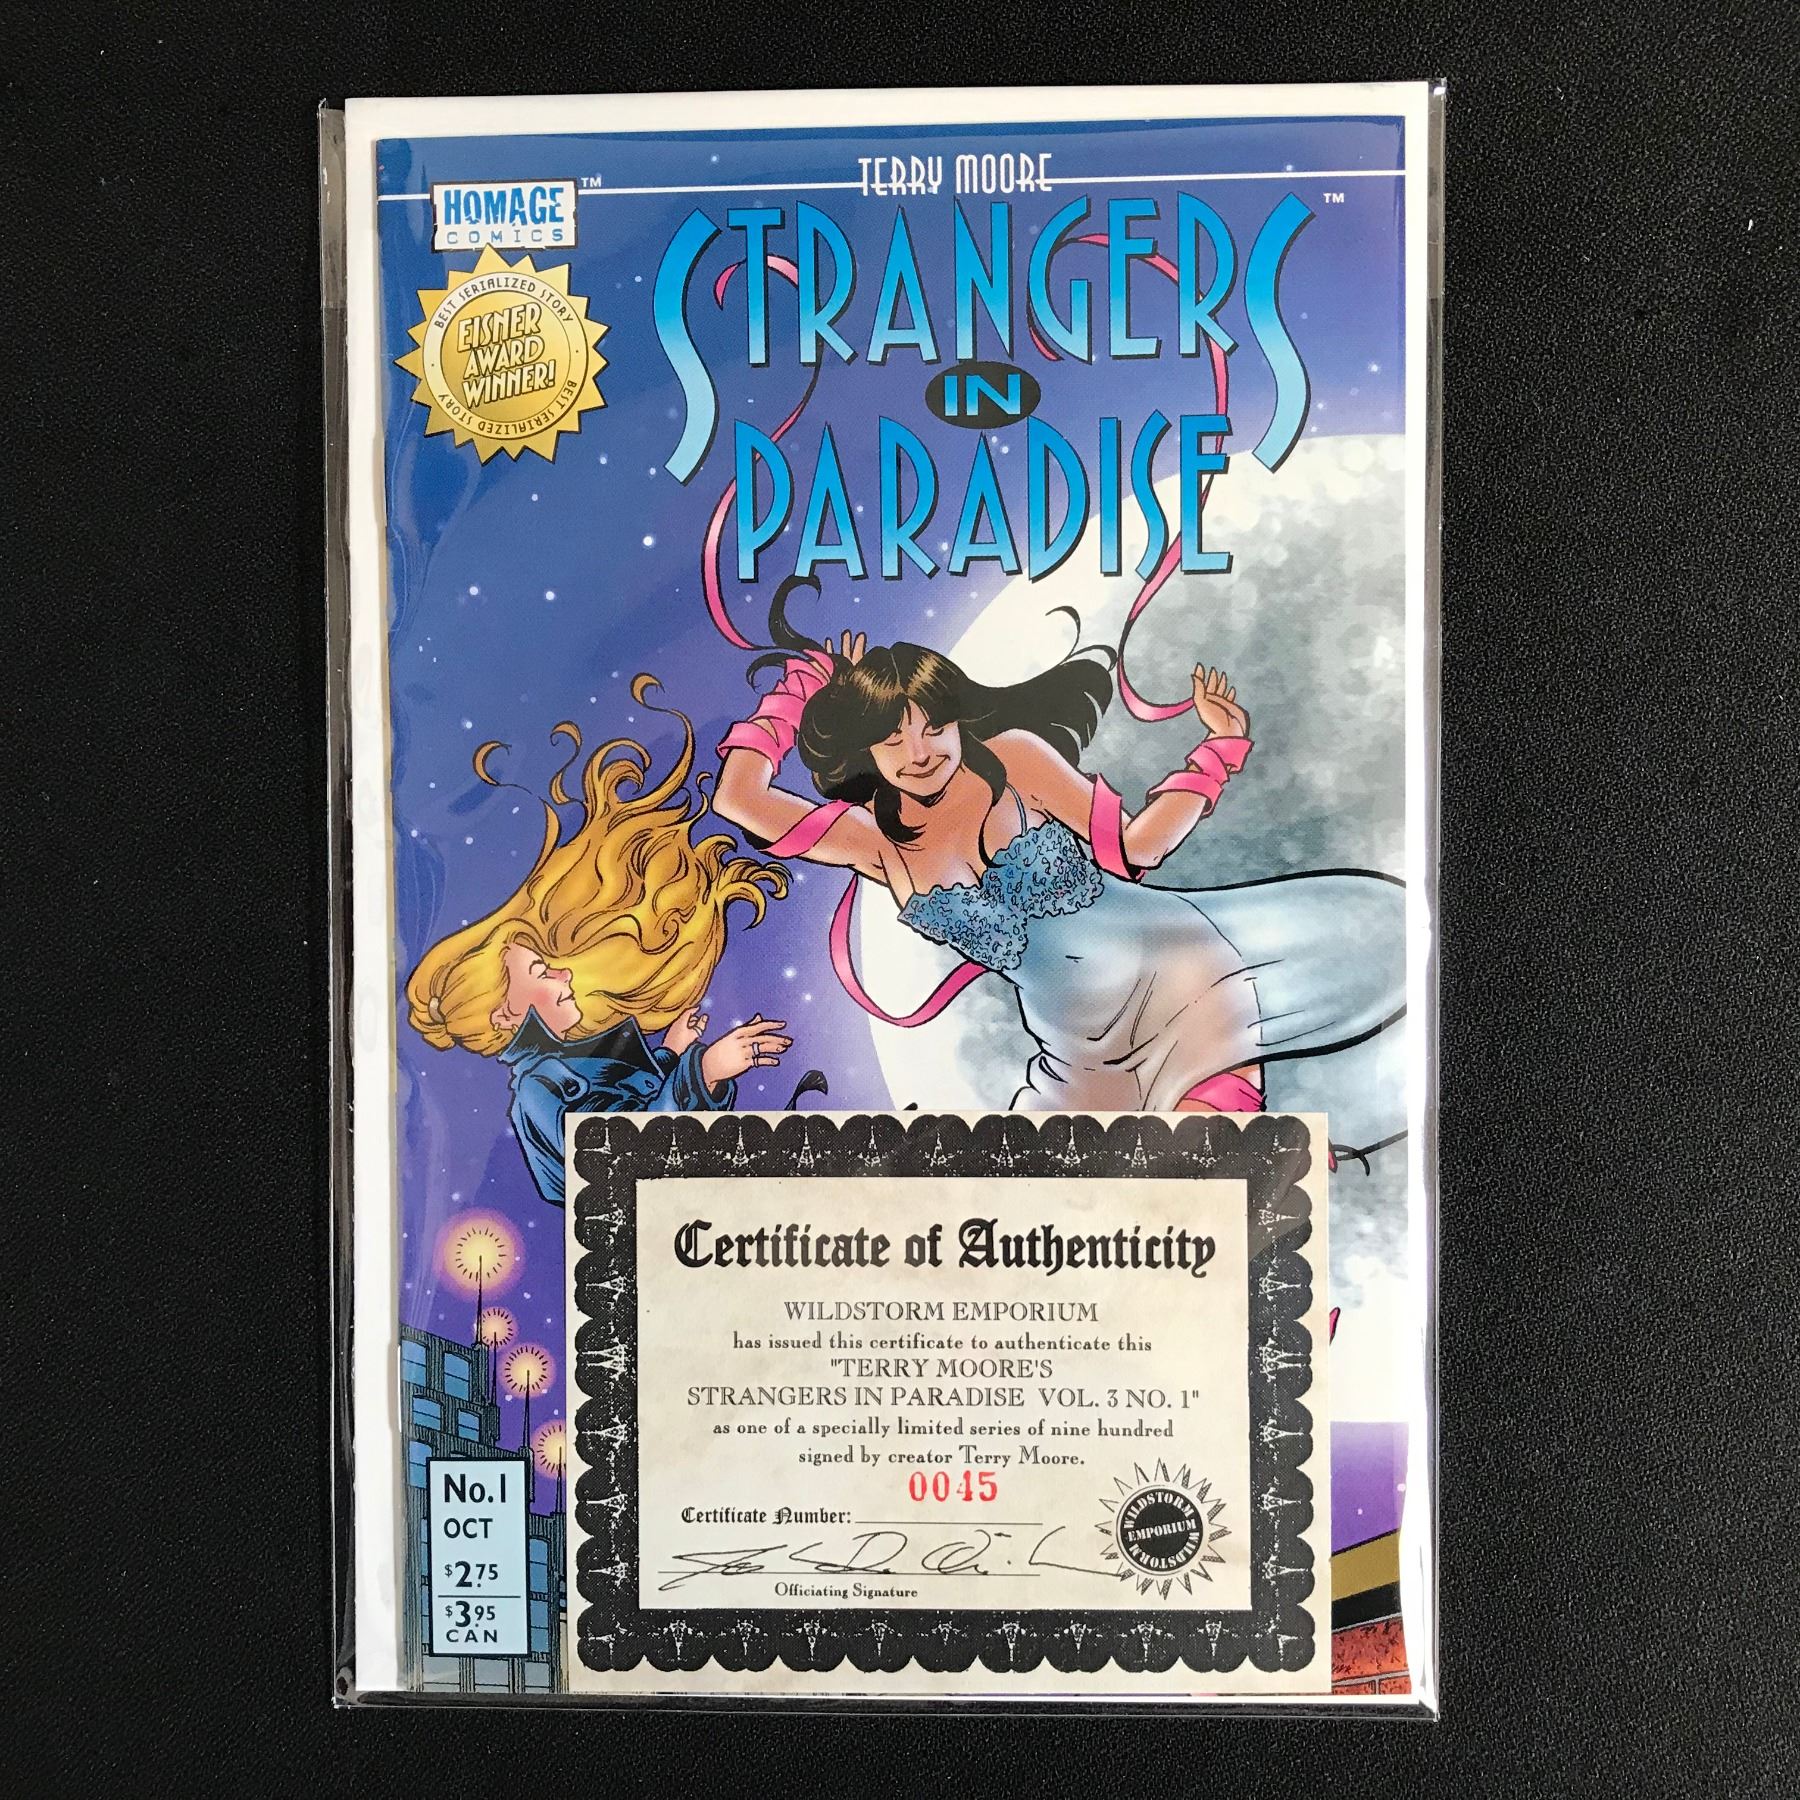 TERRY MOORE
HOMAGE TM
COMICS
STRANGERS TM
IN
PARADISE
BEST SERIALIZED STORY
EISNER
AWARD
WINNER!
BEST SERIALIZED STORY
Certificate of Authenticity
WILDSTORM EMPORIUM
has issued this certificate to authenticate this
"TERRY MOORE'S
STRANGERS IN PARADISE VOL. 3 NO. 1"
as one of a specially limited series of nine hundred
signed by creator Terry Moore.
0045
Certificate Number:
Officiating Signature
WILDSTORM
EMPORIUM
WILDSTORM
No.1
OCT
$2.75
$3.95
CAN